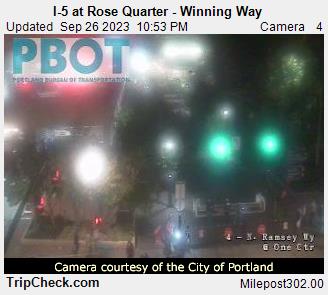 I-5 at Rose Quarter - Winning Way
Updated Sep 26 2023 10:53 PM Camera 4
PBOT
PORTLAND BUREAU OF TRANSPORTATION
4 - N. Ramsey Wy
@ One Ctr
Camera courtesy of the City of Portland
TripCheck.com Milepost302.00